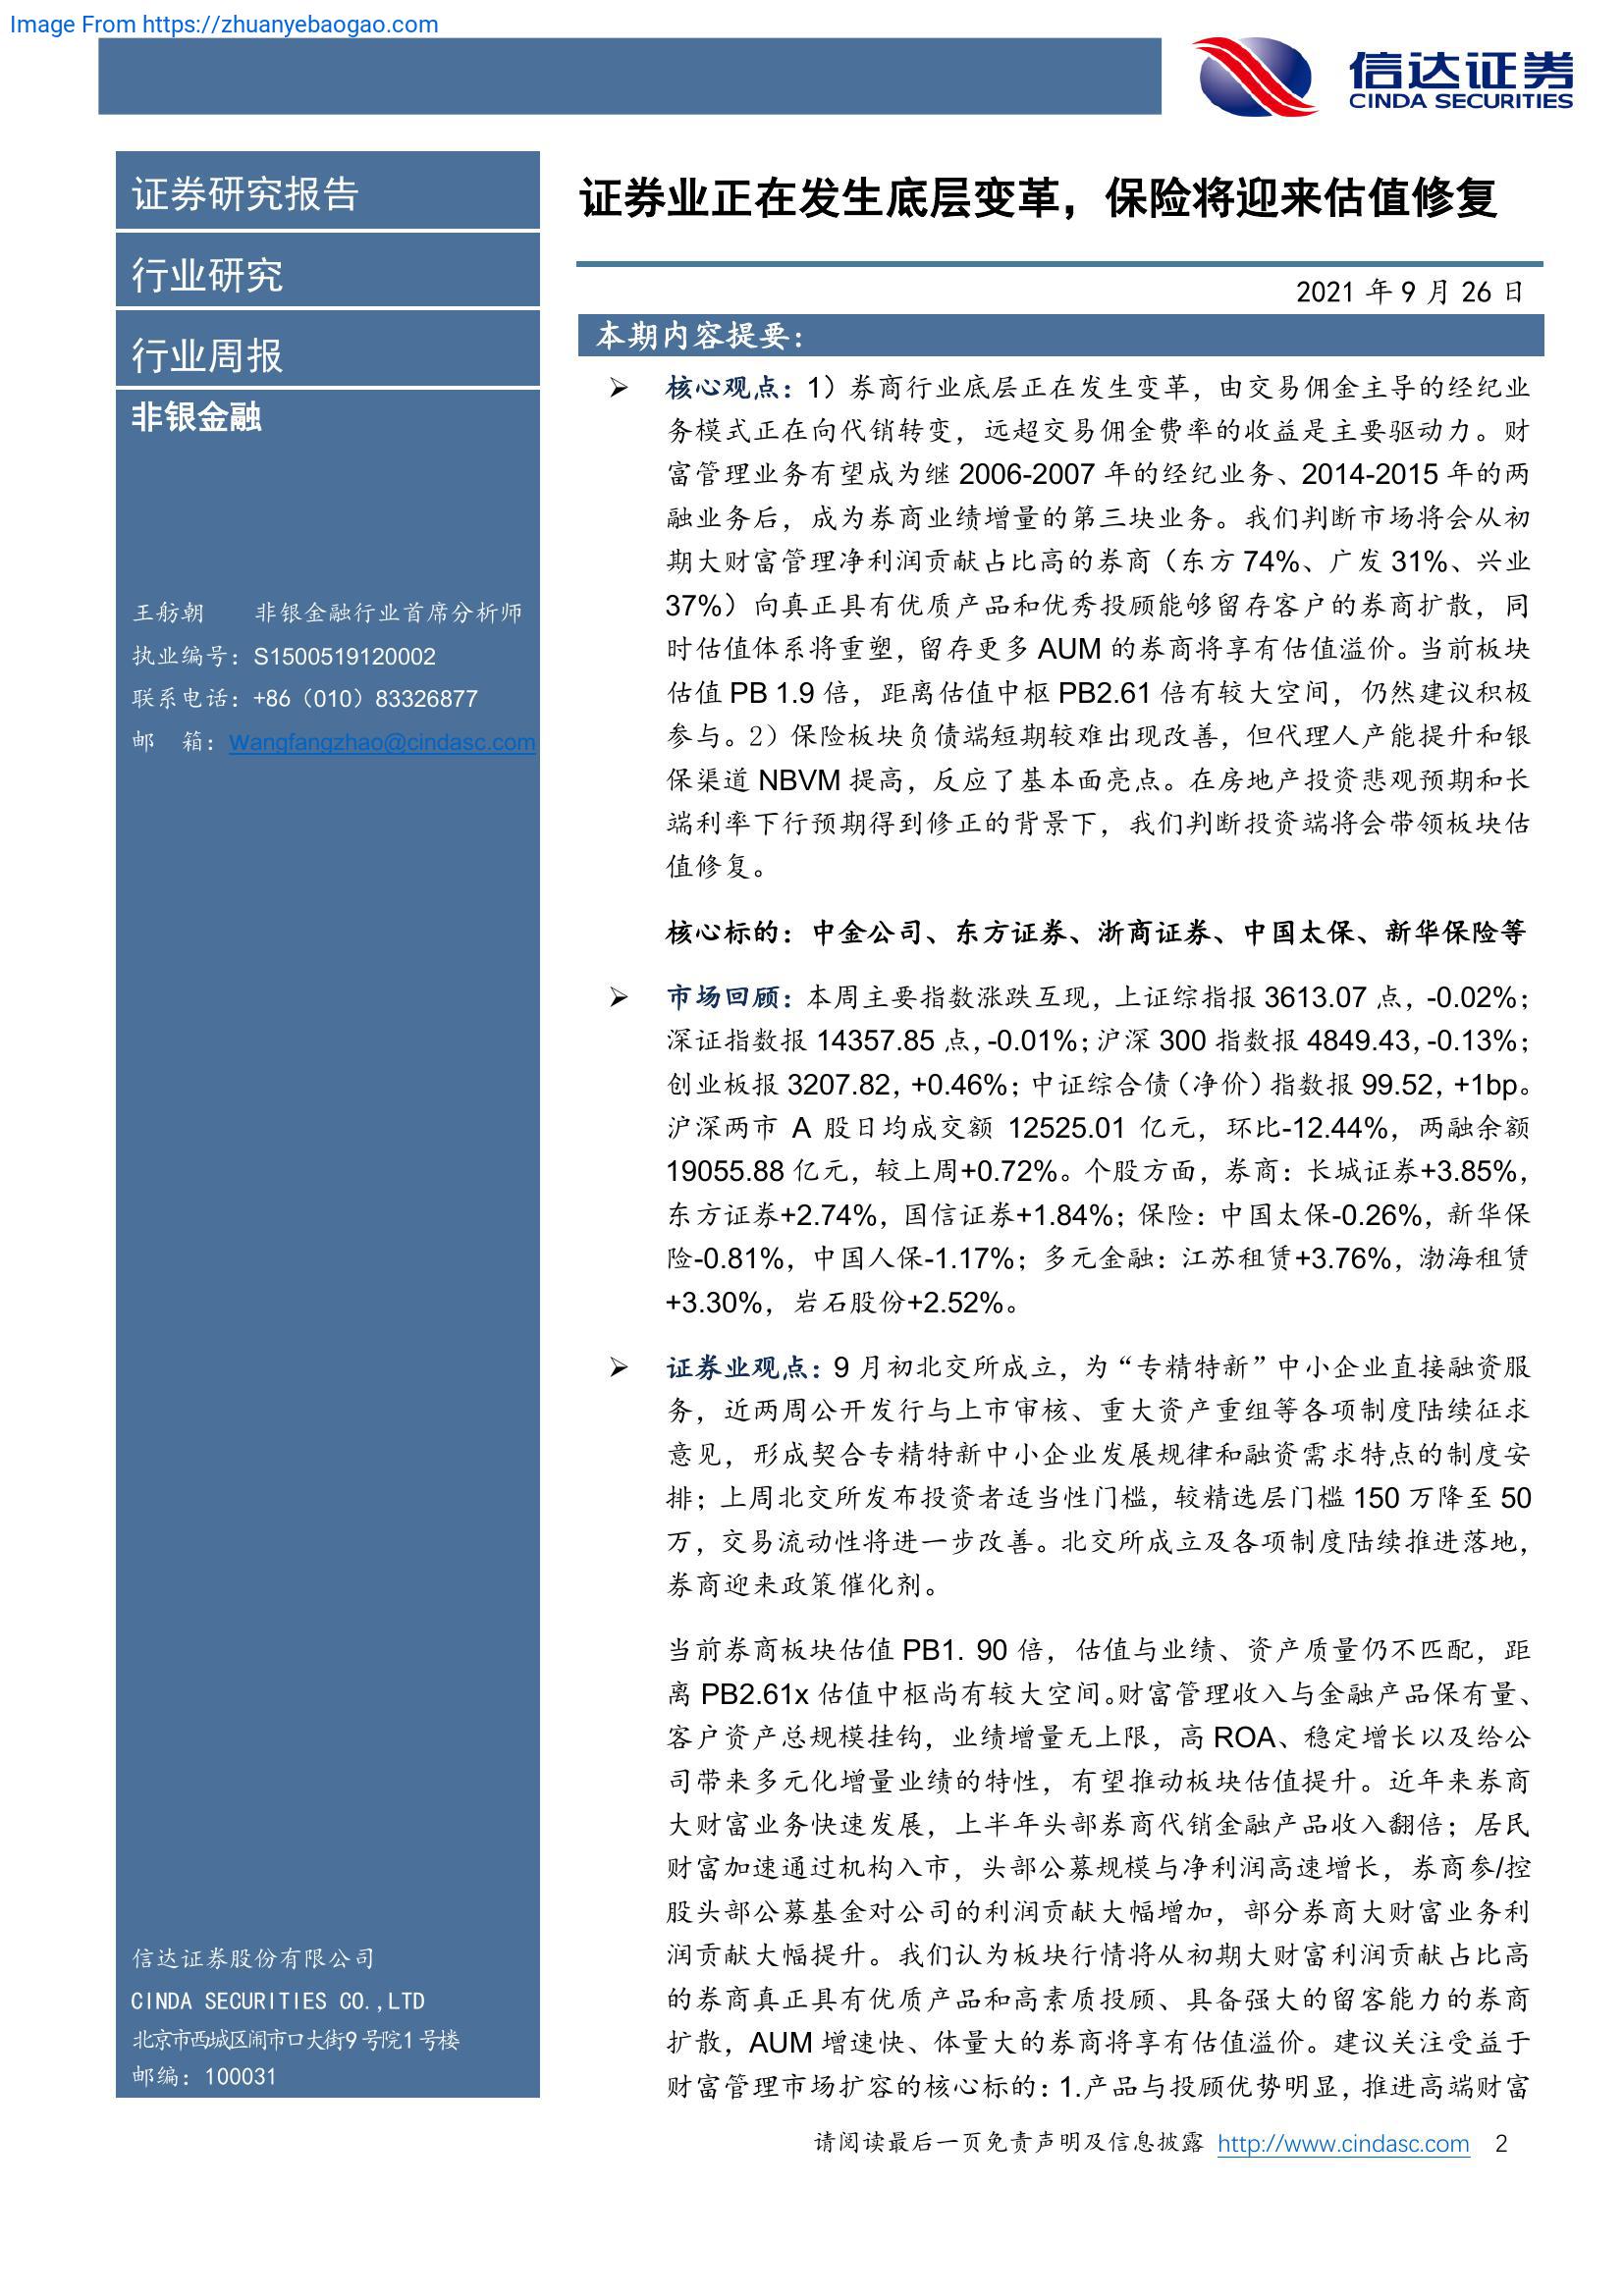 Image From https://zhuanyebaogao.com
信达证券
CINDA SECURITIES
证券研究报告
行业研究
行业周报
非银金融
王舫朝 非银金融行业首席分析师
执业编号：S1500519120002
联系电话：+86（010）83326877
邮 箱：Wangfangzhao@cindasc.com
信达证券股份有限公司
CINDA SECURITIES CO.,LTD
北京市西城区闹市口大街9号院1号楼
邮编：100031
证券业正在发生底层变革，保险将迎来估值修复
2021 年 9 月 26 日
本期内容提要：
➢ 核心观点：1）券商行业底层正在发生变革，由交易佣金主导的经纪业
务模式正在向代销转变，远超交易佣金费率的收益是主要驱动力。财
富管理业务有望成为继 2006-2007 年的经纪业务、2014-2015 年的两
融业务后，成为券商业绩增量的第三块业务。我们判断市场将会从初
期大财富管理净利润贡献占比高的券商（东方 74%、广发 31%、兴业
37%）向真正具有优质产品和优秀投顾能够留存客户的券商扩散，同
时估值体系将重塑，留存更多 AUM 的券商将享有估值溢价。当前板块
估值 PB 1.9 倍，距离估值中枢 PB2.61 倍有较大空间，仍然建议积极
参与。2）保险板块负债端短期较难出现改善，但代理人产能提升和银
保渠道 NBVM 提高，反应了基本面亮点。在房地产投资悲观预期和长
端利率下行预期得到修正的背景下，我们判断投资端将会带领板块估
值修复。
核心标的：中金公司、东方证券、浙商证券、中国太保、新华保险等
➢ 市场回顾：本周主要指数涨跌互现，上证综指报 3613.07 点，-0.02%；
深证指数报 14357.85 点，-0.01%；沪深 300 指数报 4849.43，-0.13%；
创业板报 3207.82，+0.46%；中证综合债（净价）指数报 99.52，+1bp。
沪深两市 A 股日均成交额 12525.01 亿元，环比-12.44%，两融余额
19055.88 亿元，较上周+0.72%。个股方面，券商：长城证券+3.85%，
东方证券+2.74%，国信证券+1.84%；保险：中国太保-0.26%，新华保
险-0.81%，中国人保-1.17%；多元金融：江苏租赁+3.76%，渤海租赁
+3.30%，岩石股份+2.52%。
➢ 证券业观点：9 月初北交所成立，为“专精特新”中小企业直接融资服
务，近两周公开发行与上市审核、重大资产重组等各项制度陆续征求
意见，形成契合专精特新中小企业发展规律和融资需求特点的制度安
排；上周北交所发布投资者适当性门槛，较精选层门槛 150 万降至 50
万，交易流动性将进一步改善。北交所成立及各项制度陆续推进落地，
券商迎来政策催化剂。
当前券商板块估值 PB1. 90 倍，估值与业绩、资产质量仍不匹配，距
离 PB2.61x 估值中枢尚有较大空间。财富管理收入与金融产品保有量、
客户资产总规模挂钩，业绩增量无上限，高 ROA、稳定增长以及给公
司带来多元化增量业绩的特性，有望推动板块估值提升。近年来券商
大财富业务快速发展，上半年头部券商代销金融产品收入翻倍；居民
财富加速通过机构入市，头部公募规模与净利润高速增长，券商参/控
股头部公募基金对公司的利润贡献大幅增加，部分券商大财富业务利
润贡献大幅提升。我们认为板块行情将从初期大财富利润贡献占比高
的券商真正具有优质产品和高素质投顾、具备强大的留客能力的券商
扩散，AUM 增速快、体量大的券商将享有估值溢价。建议关注受益于
财富管理市场扩容的核心标的：1.产品与投顾优势明显，推进高端财富
请阅读最后一页免责声明及信息披露 http://www.cindasc.com 2